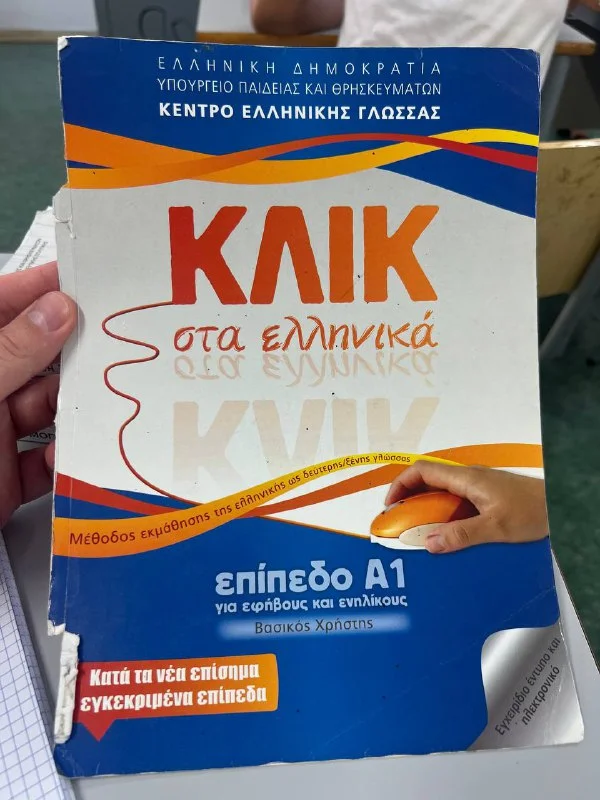 ΕΛΛΗΝΙΚΗ ΔΗΜΟΚΡΑΤΙΑ
ΥΠΟΥΡΓΕΙΟ ΠΑΙΔΕΙΑΣ ΚΑΙ ΘΡΗΣΚΕΥΜΑΤΩΝ
ΚΕΝΤΡΟ ΕΛΛΗΝΙΚΗΣ ΓΛΩΣΣΑΣ
ΚΛΙΚ
στα ελληνικά
Μέθοδος εκμάθησης της ελληνικής ως δεύτερης/ξένης γλώσσας
επίπεδο Α1
για εφήβους και ενηλίκους
Βασικός Χρήστης
Κατά τα νέα επίσημα
εγκεκριμένα επίπεδα
Εγχειρίδιο έντυπο και
ηλεκτρονικό